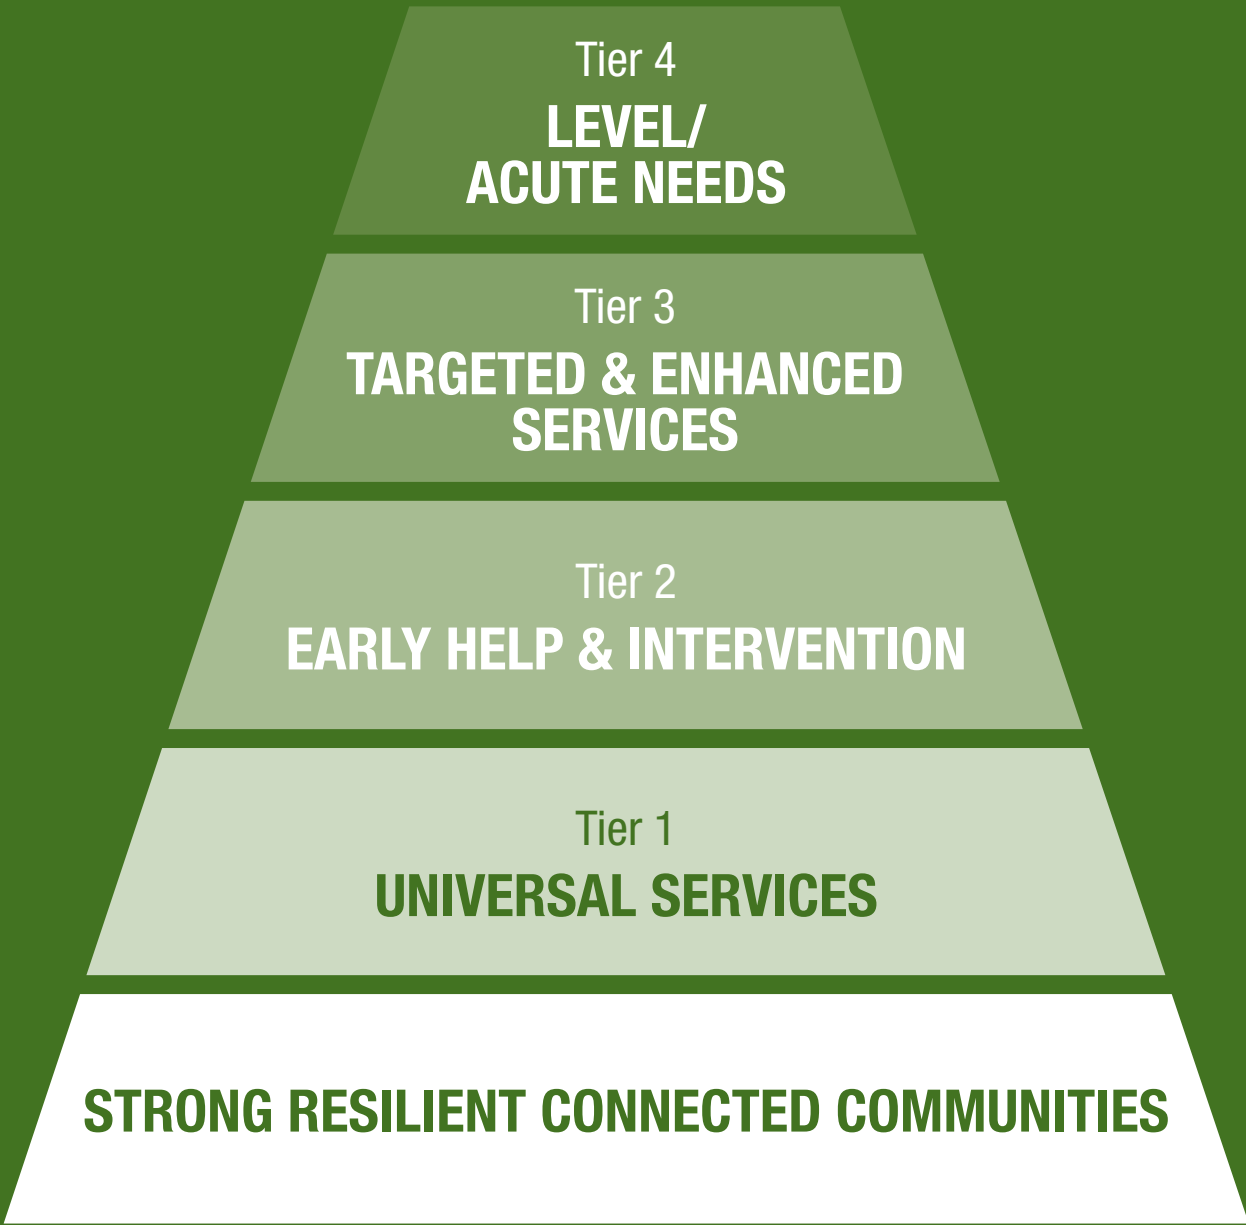 Tier 4
LEVEL/
ACUTE NEEDS
Tier 3
TARGETED & ENHANCED
SERVICES
Tier 2
EARLY HELP & INTERVENTION
Tier 1
UNIVERSAL SERVICES
STRONG RESILIENT CONNECTED COMMUNITIES